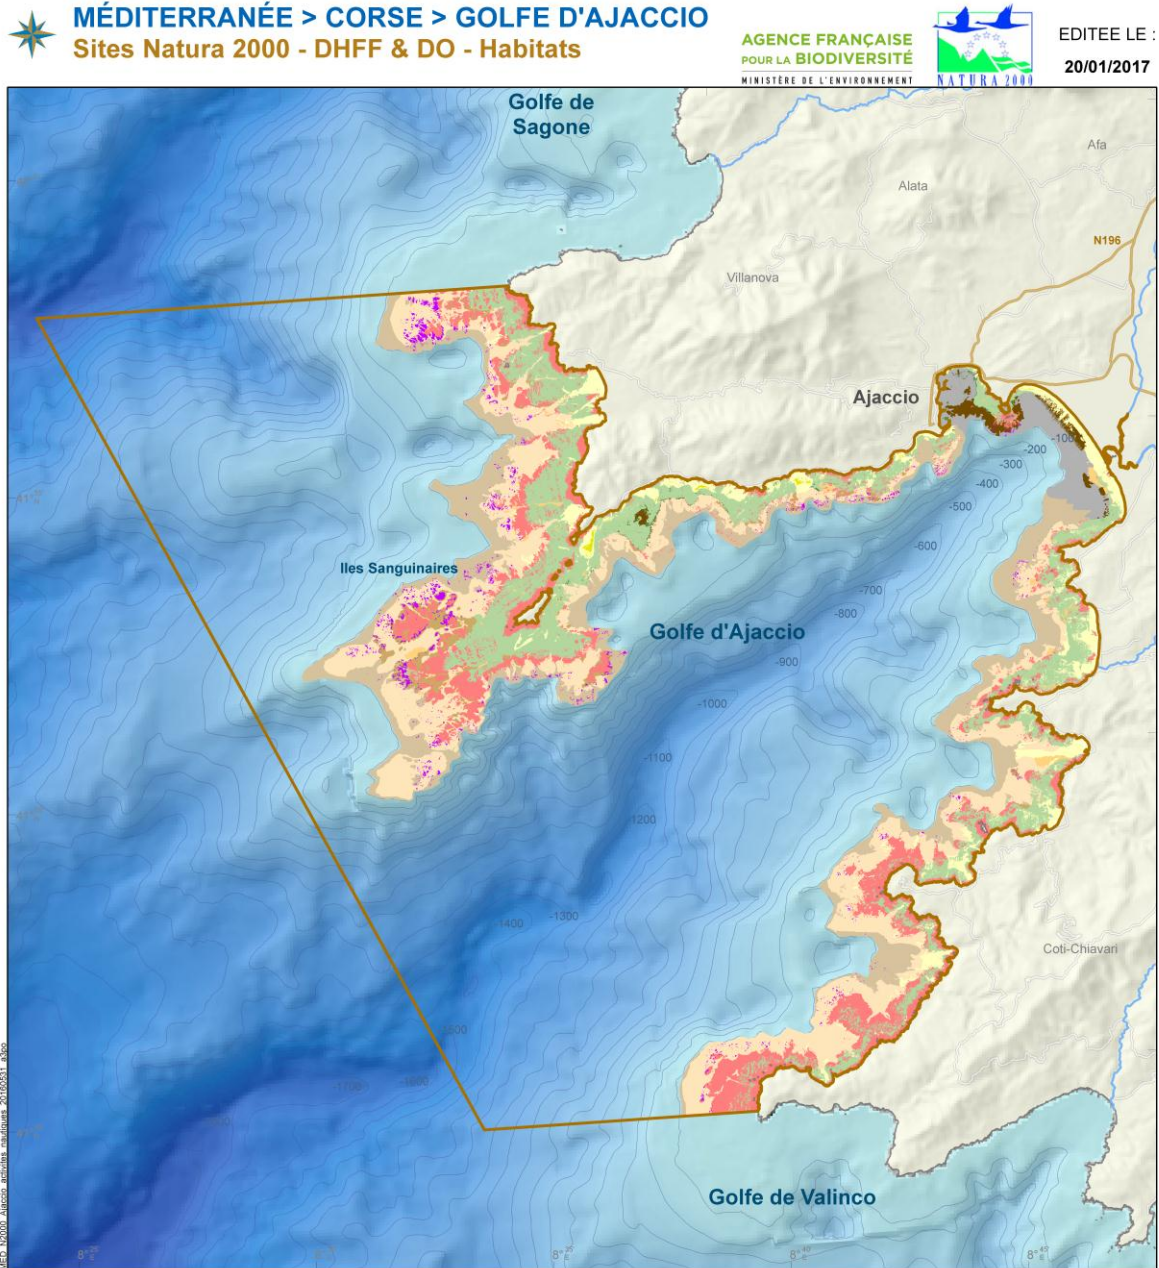 MÉDITERRANÉE > CORSE > GOLFE D'AJACCIO
Sites Natura 2000 - DHFF & DO - Habitats
AGENCE FRANÇAISE
POUR LA BIODIVERSITÉ
MINISTÈRE DE L'ENVIRONNEMENT
NATURA 2000
EDITEE LE :
20/01/2017
Golfe de
Sagone
Afa
Alata
N196
Villanova
Ajaccio
-100
-200
-300
-400
-500
-600
Iles Sanguinaires
-700
-800
Golfe d'Ajaccio
-900
-1000
-1100
1200
-1300
-1400
Coti-Chiavari
1500
-1600
-1700
Golfe de Valinco
MED_N2000_Ajaccio_activites_nautiques_20160531_a3po